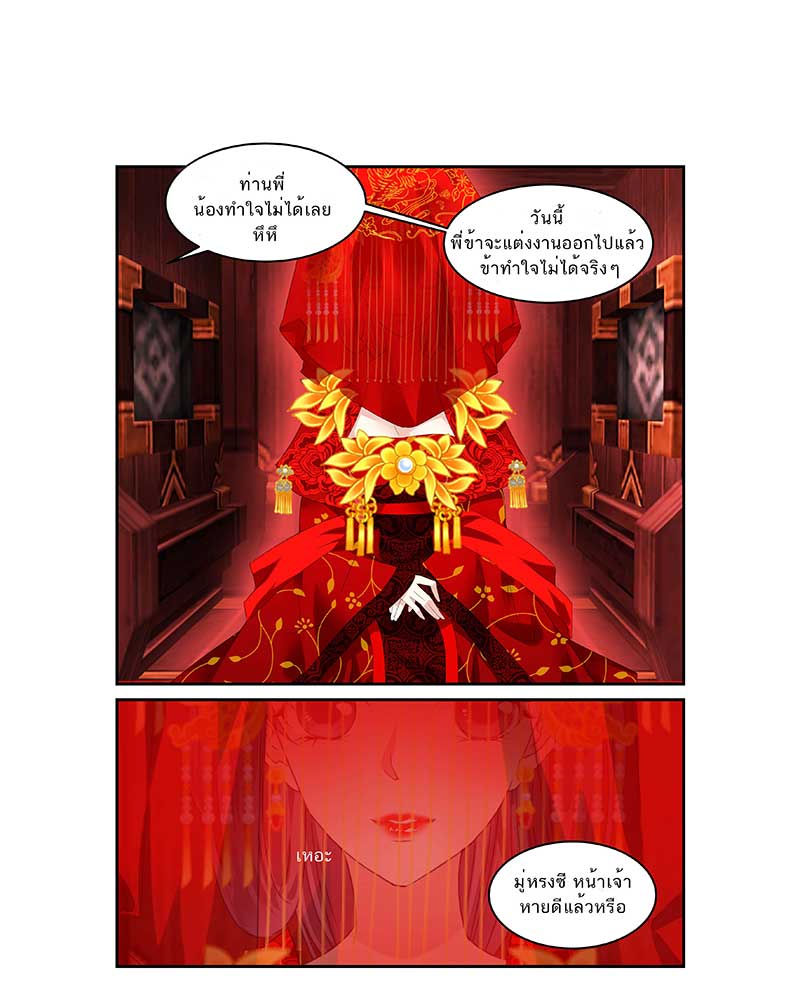 ท่านพี่
น้องทำใจไม่ได้เลย
หึหึ
วันนี้
พี่ข้าจะแต่งงานออกไปแล้ว
ข้าทำใจไม่ได้จริงๆ
เหอะ
มู่หรงซี หน้าเจ้า
หายดีแล้วหรือ